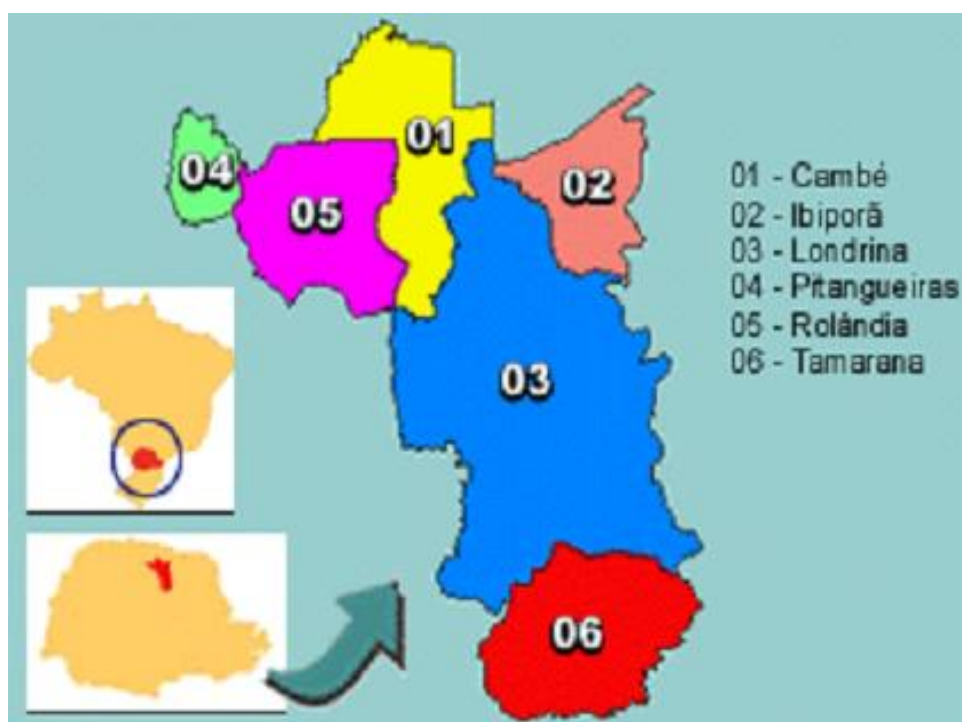 01
02
04
05
03
06
01 - Cambé
02 - Ibiporã
03 - Londrina
04 - Pitangueiras
05 - Rolândia
06 - Tamarana